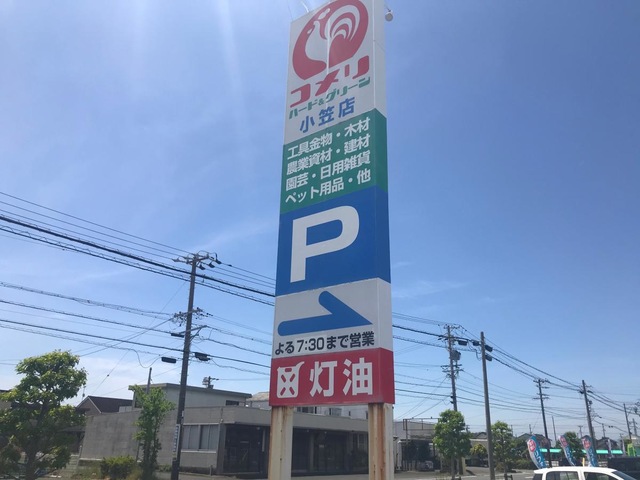 コメリ
ハード&グリーン
小笠店
工具金物・木材
農業資材・建材
園芸・日用雑貨
ペット用品・他
P
よる7:30まで営業
灯油